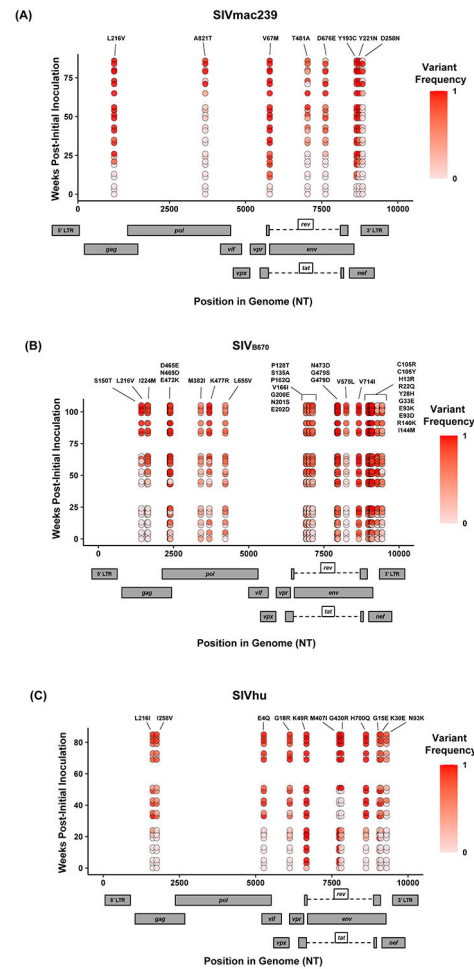 (A)
SIVmac239
L216V A821T V67M T481A D676E Y193C Y221N D258N
Variant Frequency
1
0
Weeks Post-Initial Inoculation
75
50
25
0
0 2500 5000 7500 10000
5' LTR gag pol vif vpx vpr rev tat env nef 3' LTR
Position in Genome (NT)
(B)
SIVB670
S150T L216V I224M
D465E
N469D
E472K
M382I K477R L655V
P128T
S135A
P162Q
V166I
G200E
N201S
E202D
N473D
G479S
G479D
V575L V714I
C105R
C105Y
H13R
R22Q
Y28H
G33E
E93K
E93D
R140K
I144M
Variant Frequency
1
0
Weeks Post-Initial Inoculation
100
75
50
25
0
0 2500 5000 7500 10000
5' LTR gag pol vif vpx vpr rev tat env nef 3' LTR
Position in Genome (NT)
(C)
SIVhu
L216I I258V E4Q G18R K49R M407I G430R H700Q G15E K30E N93K
Variant Frequency
1
0
Weeks Post-Initial Inoculation
80
60
40
20
0
0 2500 5000 7500 10000
5' LTR gag pol vif vpx vpr rev tat env nef 3' LTR
Position in Genome (NT)